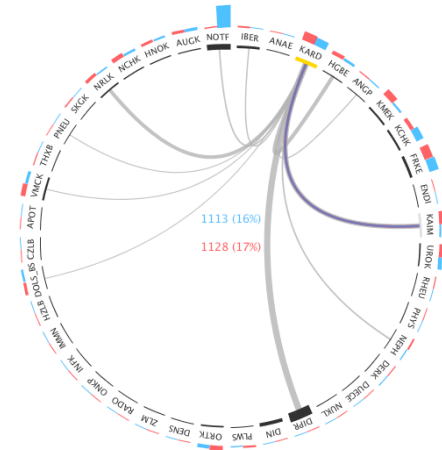 NOTF
IBER
ANAE
KARD
HGBE
ANGP
KMEK
KCHK
FRKE
ENDI
KAIM
UROK
RHEU
PHYS
NEPH
DERK
DUEC
NUKL
DIPR
DIN
PLWS
ORTK
DENS
ZLM
RADO
ONKP
INFK
IMMN
HZLB
DOLS_BS
CZLB
APOT
VMCK
THXB
PNEU
SKGK
NRLK
NCHK
HNOK
AUGK
1113 (16%)
1128 (17%)